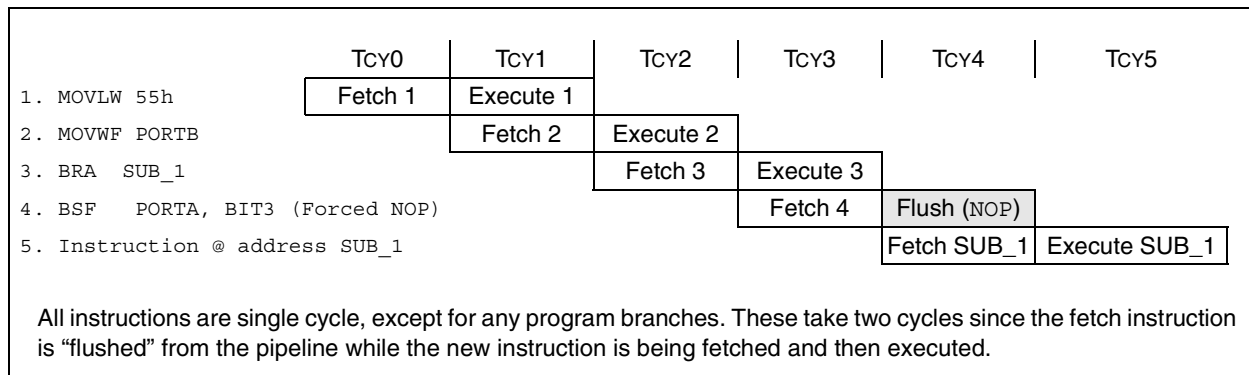 TCY0 TCY1 TCY2 TCY3 TCY4 TCY5
1. MOVLW 55h Fetch 1 Execute 1
2. MOVWF PORTB Fetch 2 Execute 2
3. BRA SUB_1 Fetch 3 Execute 3
4. BSF PORTA, BIT3 (Forced NOP) Fetch 4 Flush (NOP)
5. Instruction @ address SUB_1 Fetch SUB_1 Execute SUB_1
All instructions are single cycle, except for any program branches. These take two cycles since the fetch instruction
is “flushed” from the pipeline while the new instruction is being fetched and then executed.